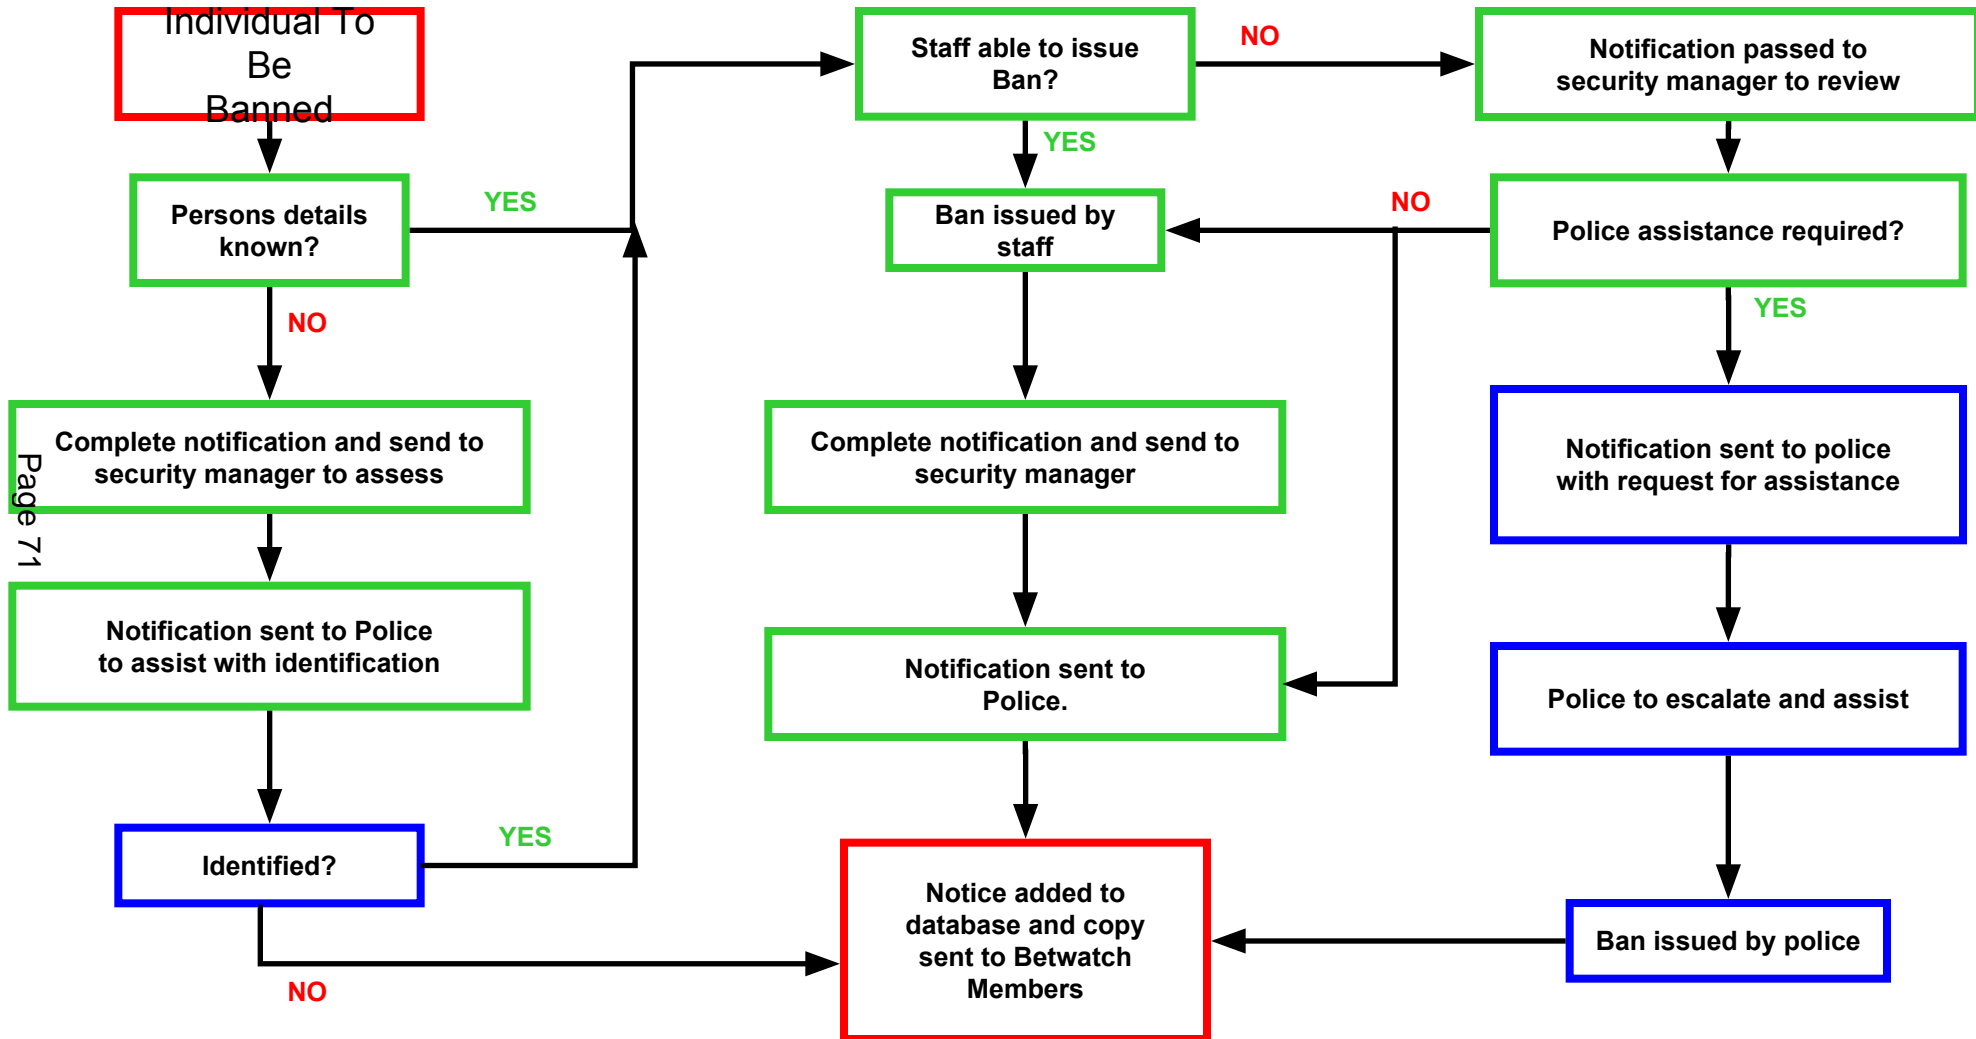 Individual To
Be
Banned
Persons details
known?
YES
NO
Complete notification and send to
security manager to assess
Notification sent to Police
to assist with identification
Identified?
YES
NO
Staff able to issue
Ban?
NO
YES
Ban issued by
staff
Complete notification and send to
security manager
Notification sent to
Police.
Notice added to
database and copy
sent to Betwatch
Members
Notification passed to
security manager to review
Police assistance required?
NO
YES
Notification sent to police
with request for assistance
Police to escalate and assist
Ban issued by police
Page 71